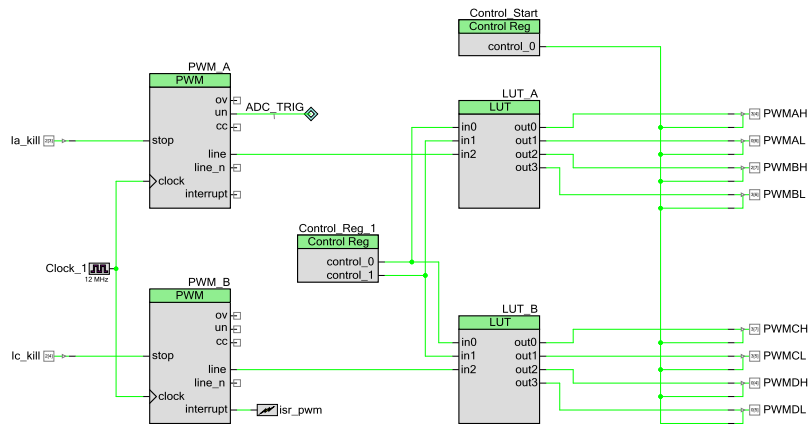 Control_Start
Control Reg
control_0
PWM_A
PWM
ov
un
cc
stop
line
line_n
clock
interrupt
ADC_TRIG
Ia_kill
LUT_A
LUT
in0
in1
in2
out0
out1
out2
out3
PWMAH
PWMAL
PWMBH
PWMBL
Control_Reg_1
Control Reg
control_0
control_1
Clock_1
12 MHz
PWM_B
PWM
ov
un
cc
stop
line
line_n
clock
interrupt
Ic_kill
isr_pwm
LUT_B
LUT
in0
in1
in2
out0
out1
out2
out3
PWMCH
PWMCL
PWMDH
PWMDL